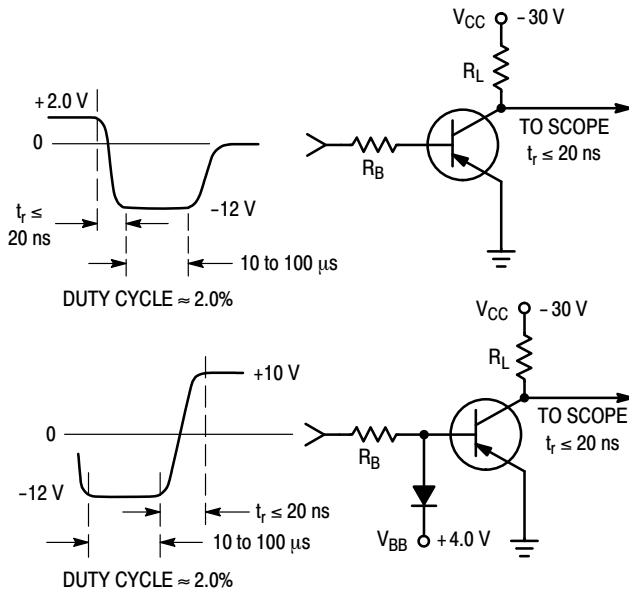 V_CC -30 V
R_L
+2.0 V
0
TO SCOPE
t_r ≤ 20 ns
R_B
-12 V
t_r ≤
20 ns
10 to 100 μs
DUTY CYCLE ≈ 2.0%
V_CC -30 V
R_L
+10 V
0
TO SCOPE
t_r ≤ 20 ns
R_B
-12 V
t_r ≤ 20 ns
V_BB +4.0 V
10 to 100 μs
DUTY CYCLE ≈ 2.0%